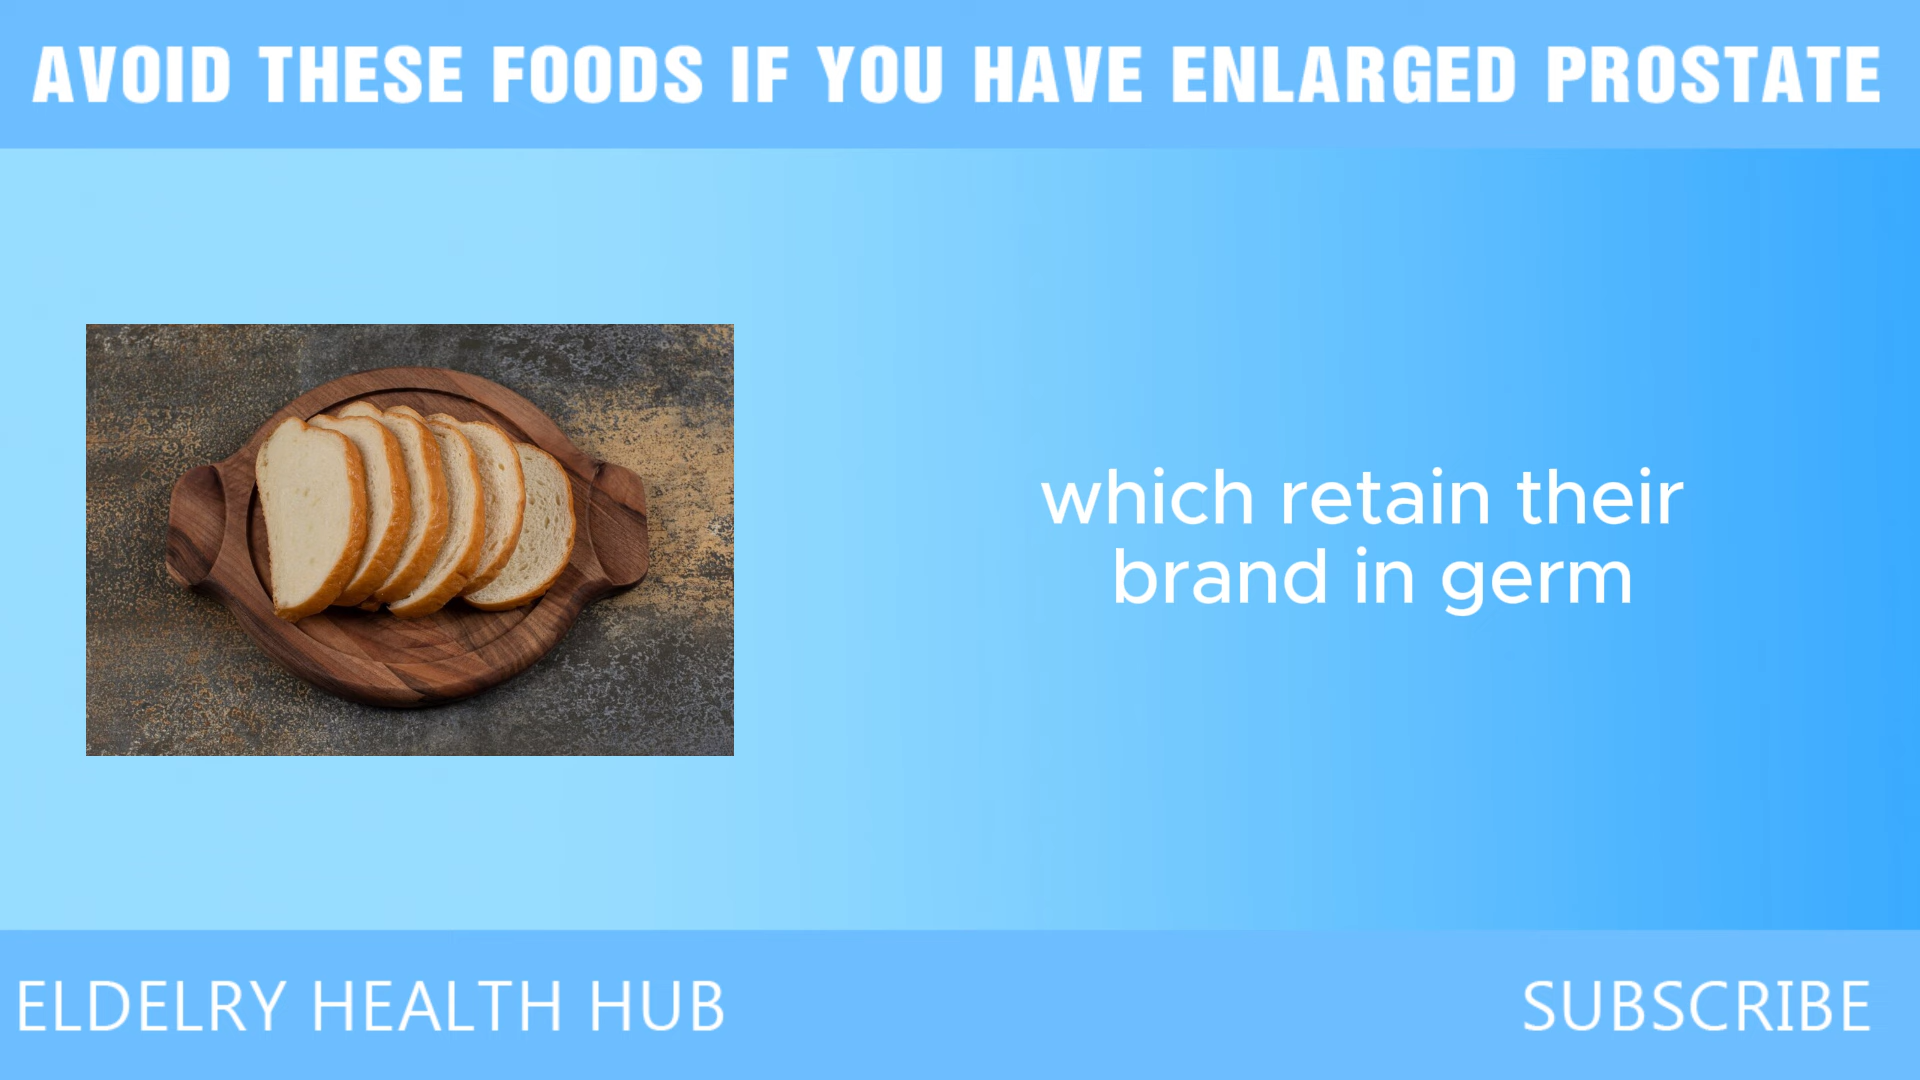 AVOID THESE FOODS IF YOU HAVE ENLARGED PROSTATE
which retain their
brand in germ
ELDELRY HEALTH HUB
SUBSCRIBE